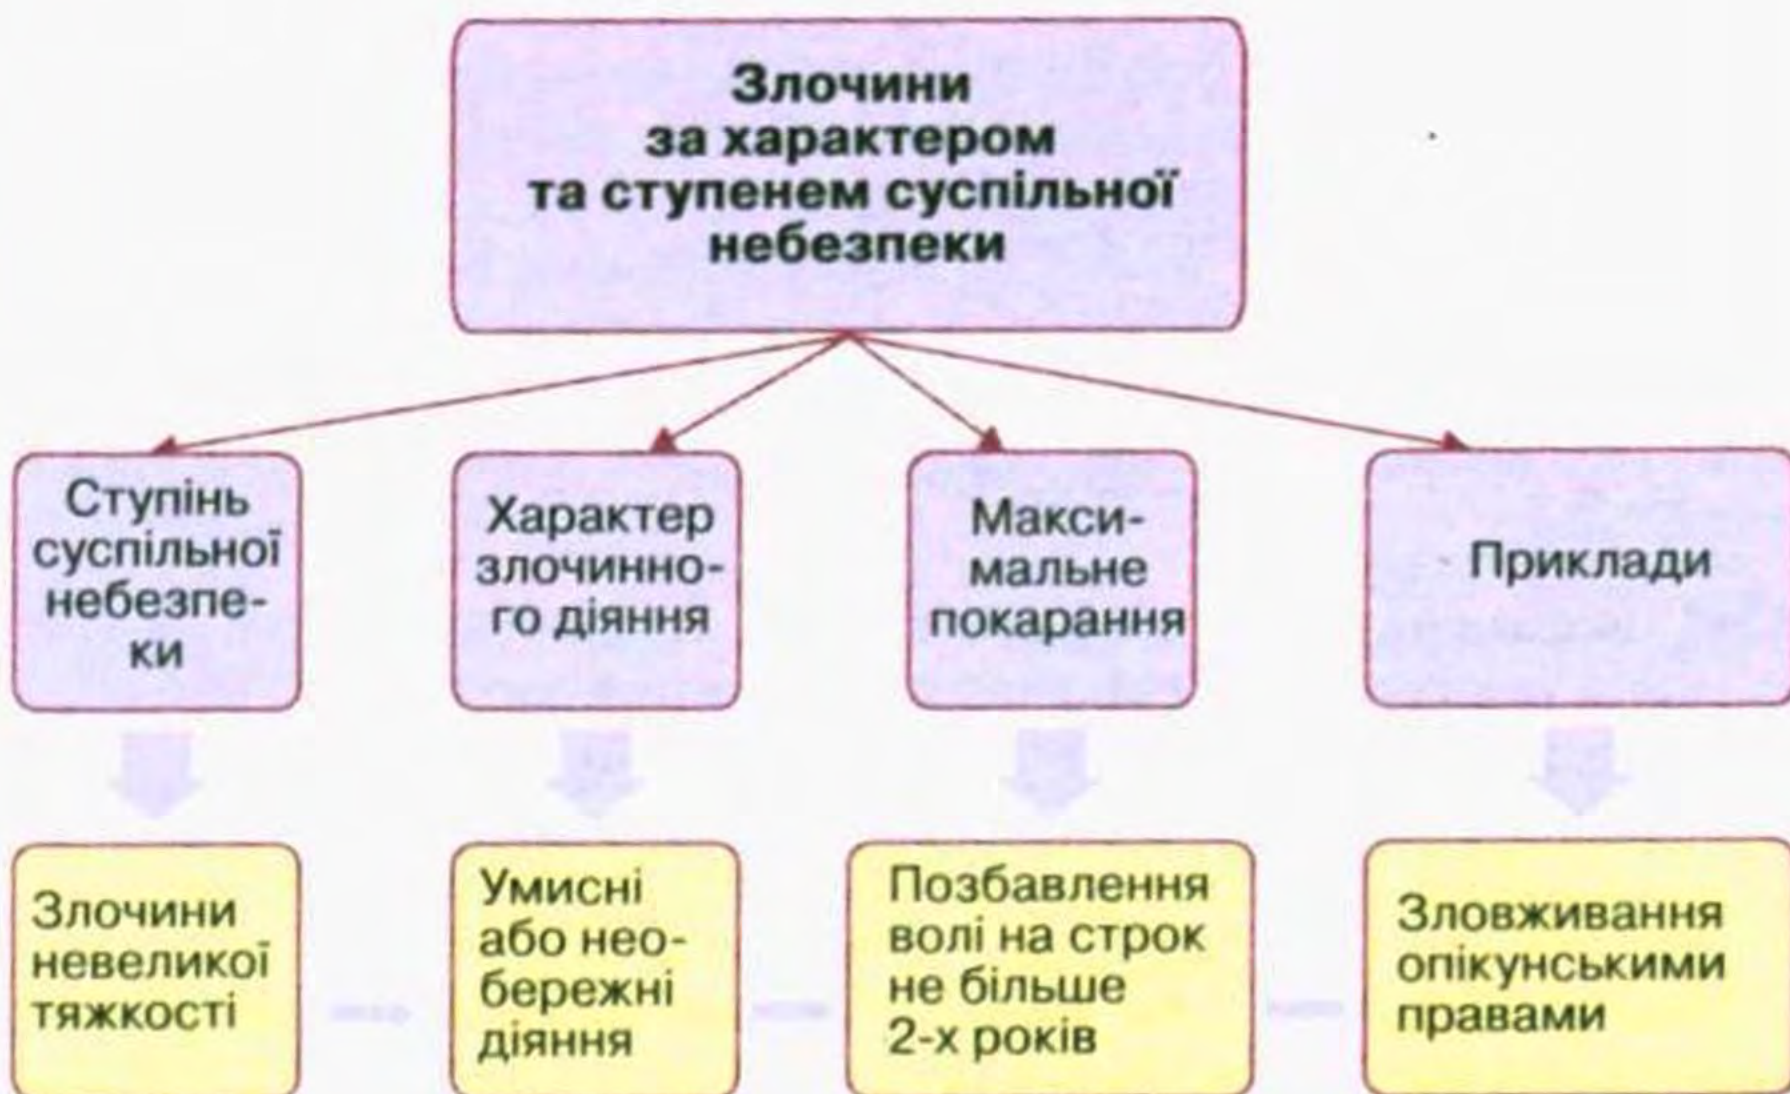 Злочини
за характером
та ступенем суспільної
небезпеки
Ступінь
суспільної
небезпе-
ки
Характер
злочинно-
го діяння
Макси-
мальне
покарання
Приклади
Злочини
невеликої
тяжкості
Умисні
або нео-
бережні
діяння
Позбавлення
волі на строк
не більше
2-х років
Зловживання
опікунськими
правами